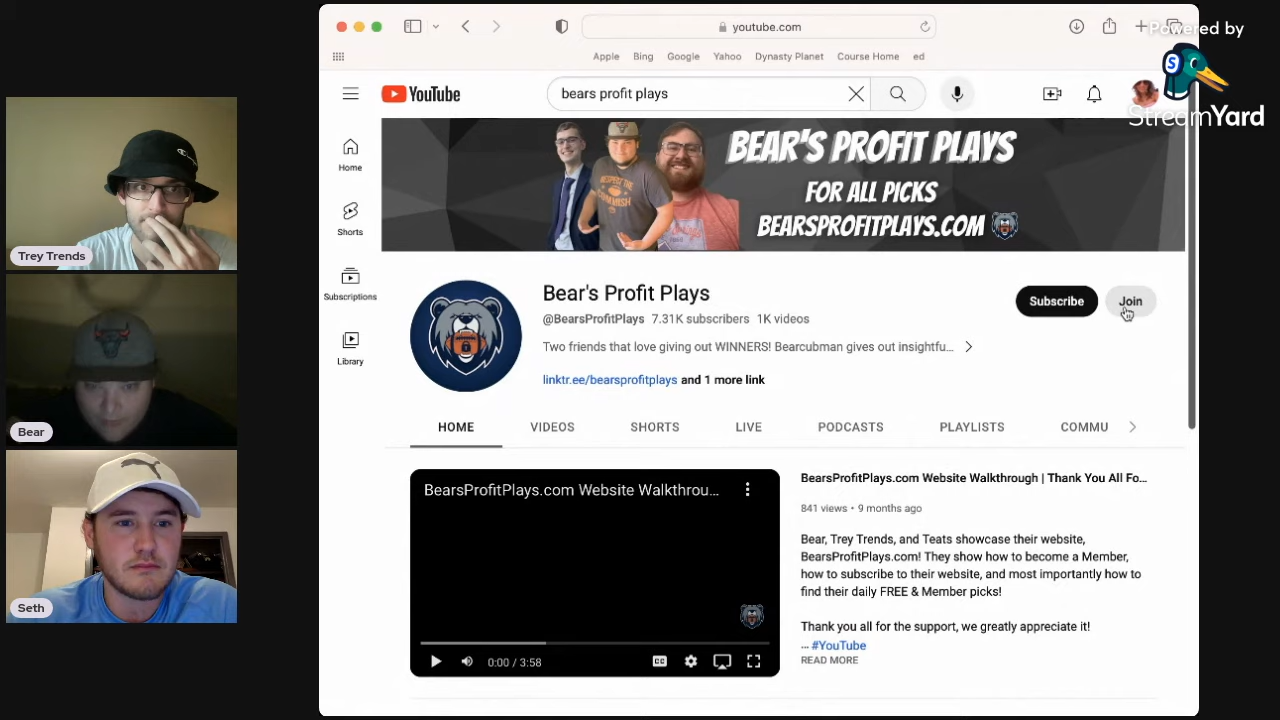 youtube.com
Powered by
Apple Bing Google Yahoo Dynasty Planet Course Home ed
YouTube
bears profit plays
S
StreamYard
Home
Shorts
Subscriptions
Library
RESPECT THE COMMISH
BEAR'S PROFIT PLAYS
FOR ALL PICKS
BEARSPROFITPLAYS.COM
Trey Trends
Bear
Seth
Bear's Profit Plays
@BearsProfitPlays 7.31K subscribers 1K videos
Two friends that love giving out WINNERS! Bearcubman gives out insightfu...
linktr.ee/bearsprofitplays and 1 more link
Subscribe
Join
HOME VIDEOS SHORTS LIVE PODCASTS PLAYLISTS COMMU
BearsProfitPlays.com Website Walkthrou...
CC
0:00 / 3:58
BearsProfitPlays.com Website Walkthrough | Thank You All Fo...
841 views • 9 months ago
Bear, Trey Trends, and Teats showcase their website,
BearsProfitPlays.com! They show how to become a Member,
how to subscribe to their website, and most importantly how to
find their daily FREE & Member picks!
Thank you all for the support, we greatly appreciate it!
... #YouTube
READ MORE